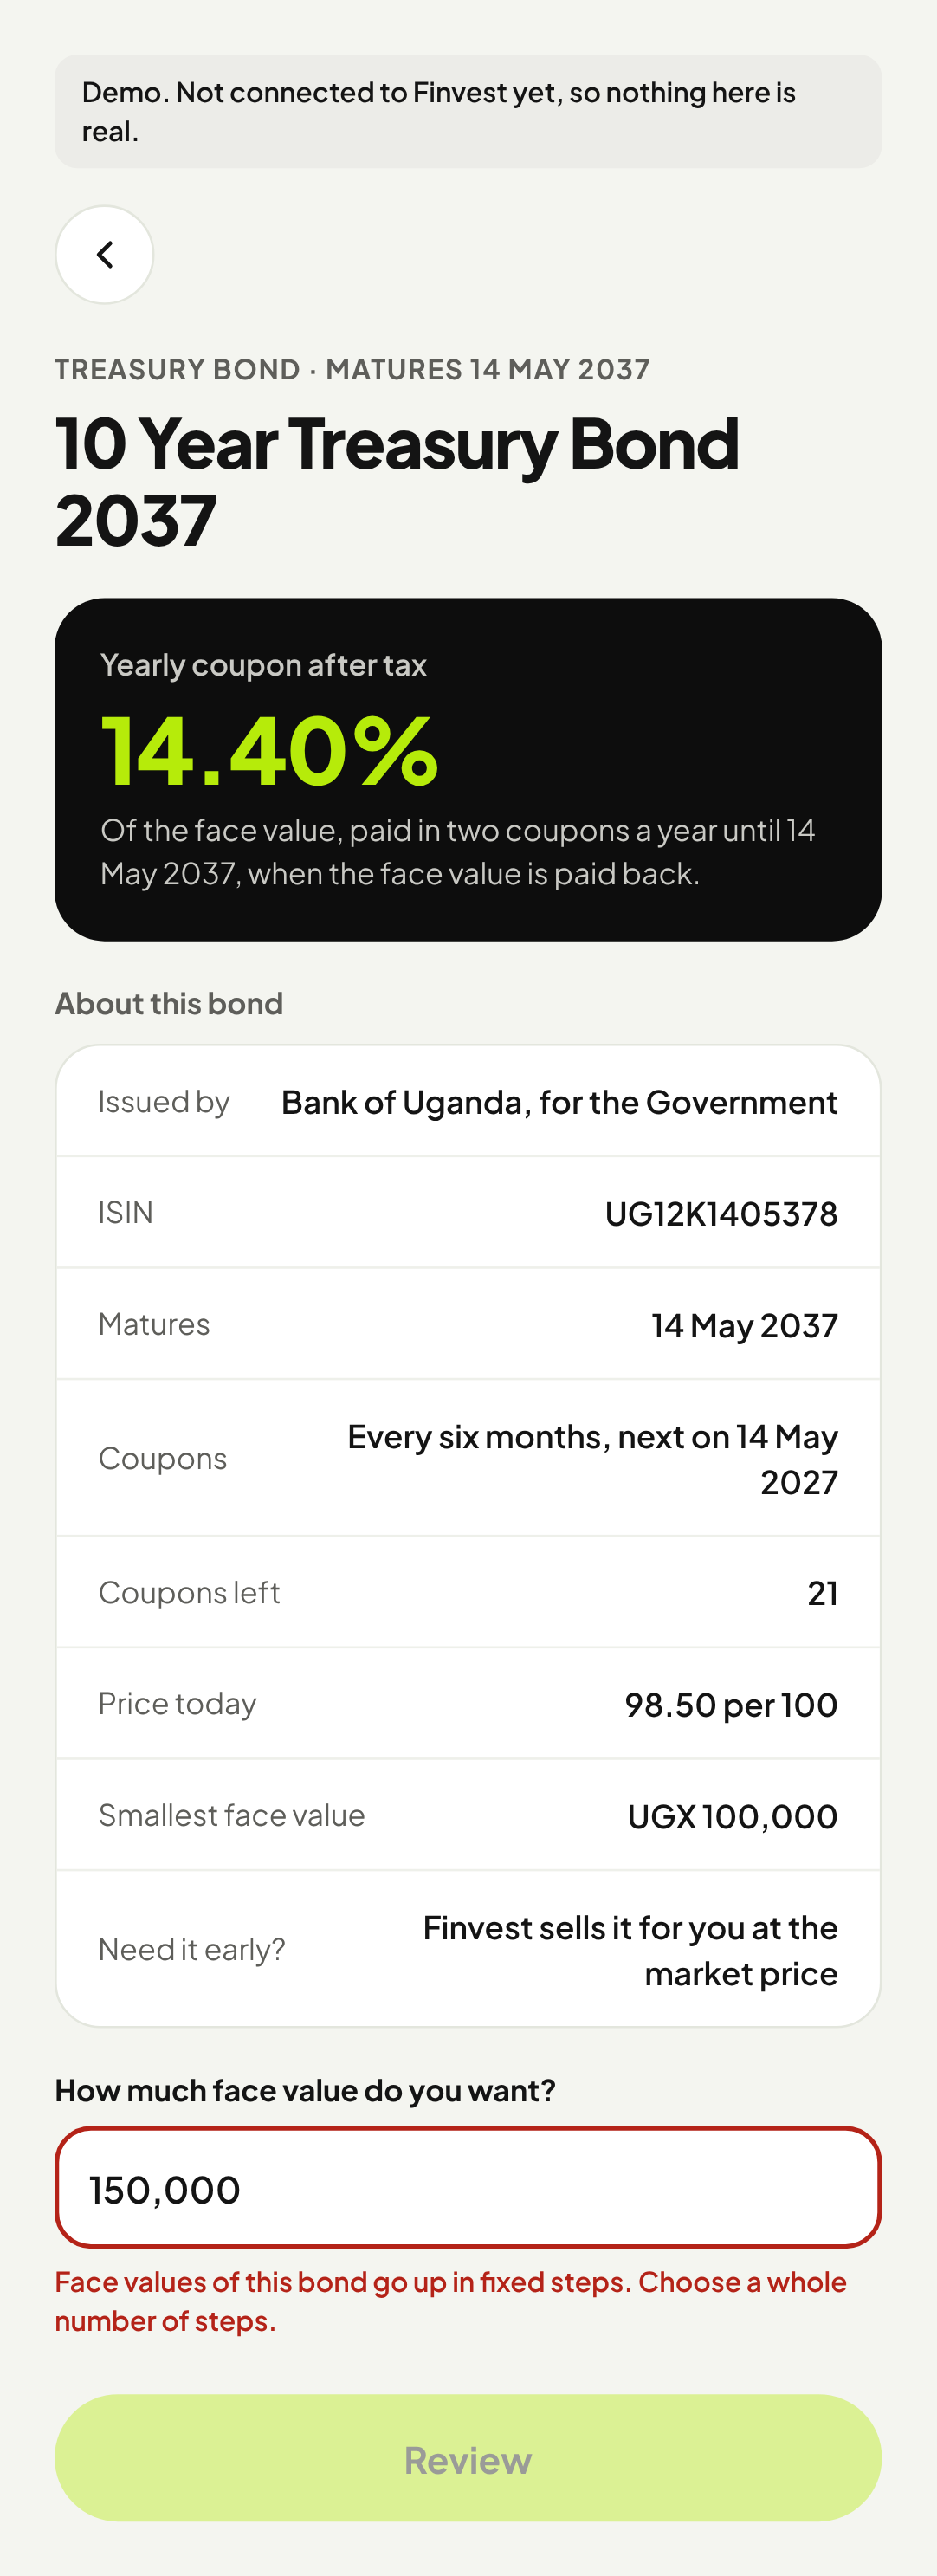 Demo. Not connected to Finvest yet, so nothing here is
real.
TREASURY BOND · MATURES 14 MAY 2037
10 Year Treasury Bond
2037
Yearly coupon after tax
14.40%
Of the face value, paid in two coupons a year until 14
May 2037, when the face value is paid back.
About this bond
Issued by Bank of Uganda, for the Government
ISIN UG12K1405378
Matures 14 May 2037
Coupons Every six months, next on 14 May
2027
Coupons left 21
Price today 98.50 per 100
Smallest face value UGX 100,000
Need it early? Finvest sells it for you at the
market price
How much face value do you want?
150,000
Face values of this bond go up in fixed steps. Choose a whole
number of steps.
Review